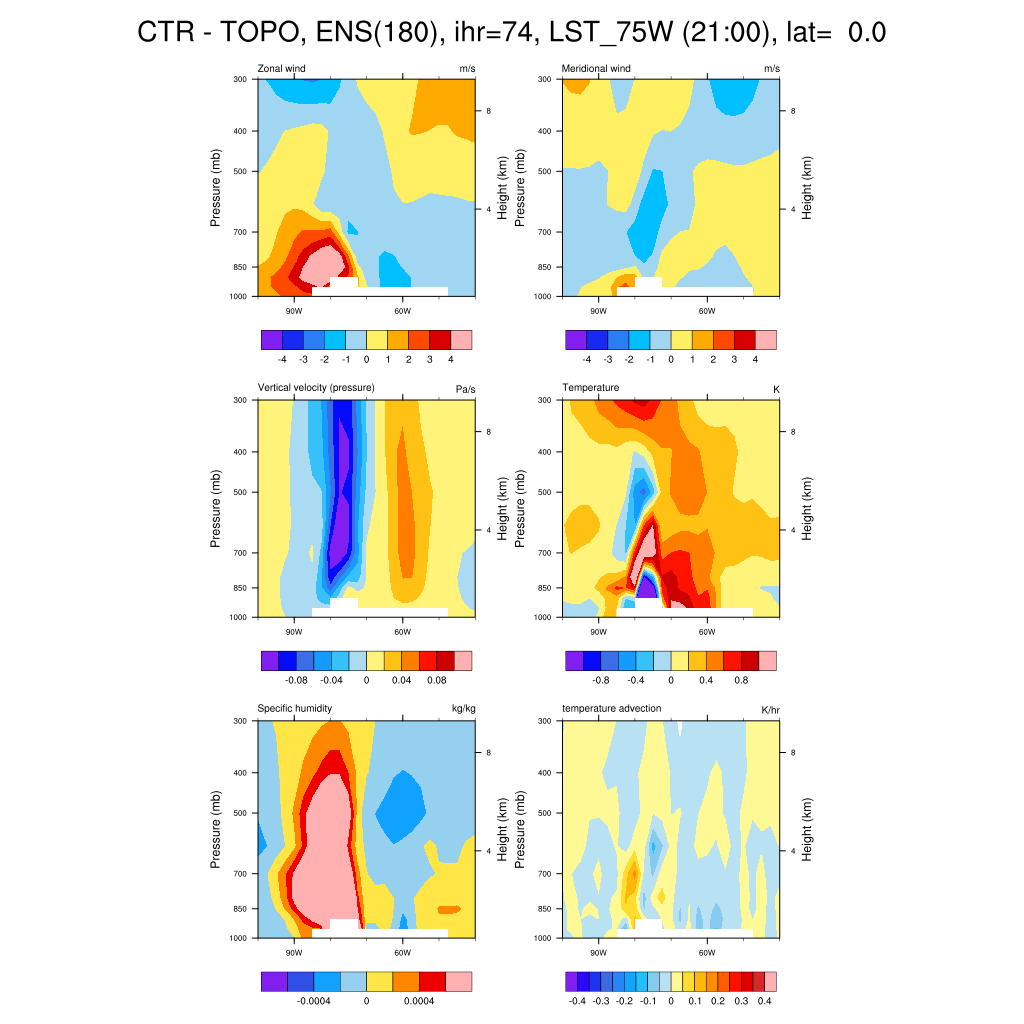 CTR - TOPO, ENS(180), ihr=74, LST_75W (21:00), lat=  0.0
Zonal wind m/s
300
400
500
700
850
1000
Pressure (mb)
8
4
Height (km)
90W 60W
-4 -3 -2 -1 0 1 2 3 4
Meridional wind m/s
300
400
500
700
850
1000
Pressure (mb)
8
4
Height (km)
90W 60W
-4 -3 -2 -1 0 1 2 3 4
Vertical velocity (pressure) Pa/s
300
400
500
700
850
1000
Pressure (mb)
8
4
Height (km)
90W 60W
-0.08 -0.04 0 0.04 0.08
Temperature K
300
400
500
700
850
1000
Pressure (mb)
8
4
Height (km)
90W 60W
-0.8 -0.4 0 0.4 0.8
Specific humidity kg/kg
300
400
500
700
850
1000
Pressure (mb)
8
4
Height (km)
90W 60W
-0.0004 0 0.0004
temperature advection K/hr
300
400
500
700
850
1000
Pressure (mb)
8
4
Height (km)
90W 60W
-0.4 -0.3 -0.2 -0.1 0 0.1 0.2 0.3 0.4